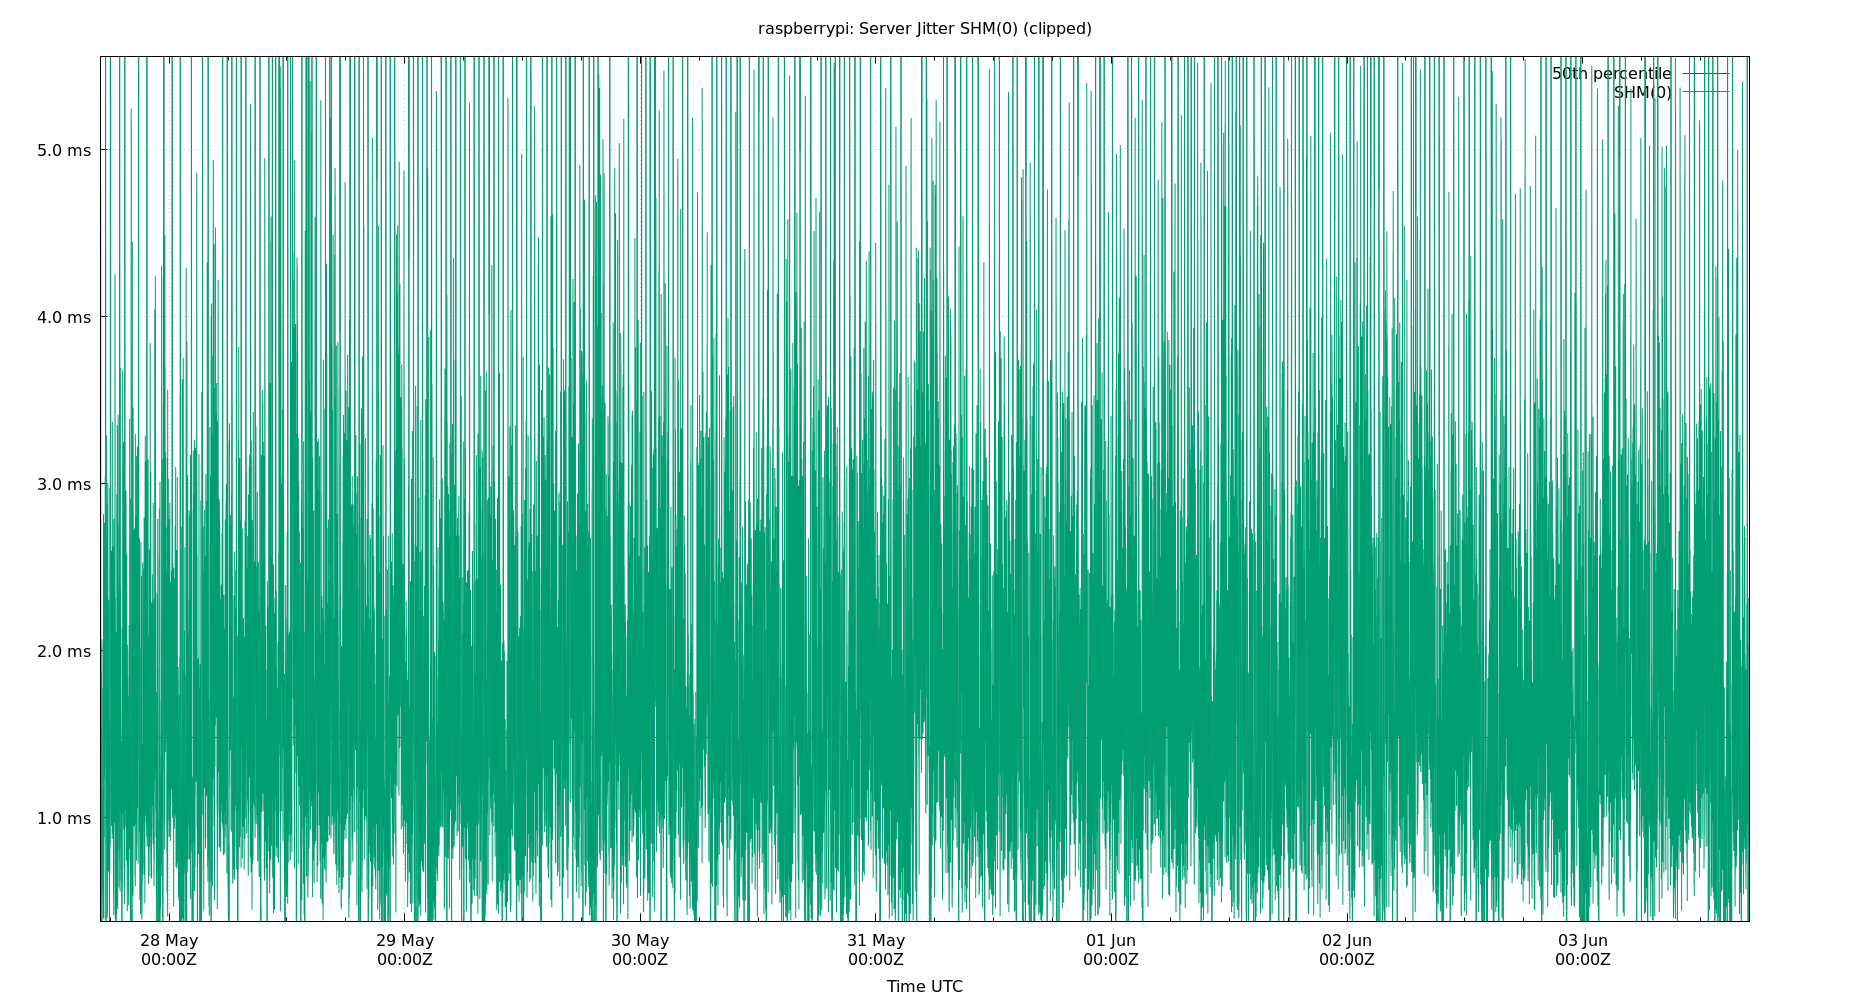 raspberrypi: Server Jitter SHM(0) (clipped)
50th percentile
SHM(0)
5.0 ms
4.0 ms
3.0 ms
2.0 ms
1.0 ms
28 May 29 May 30 May 31 May 01 Jun 02 Jun 03 Jun
00:00Z 00:00Z 00:00Z 00:00Z 00:00Z 00:00Z 00:00Z
Time UTC